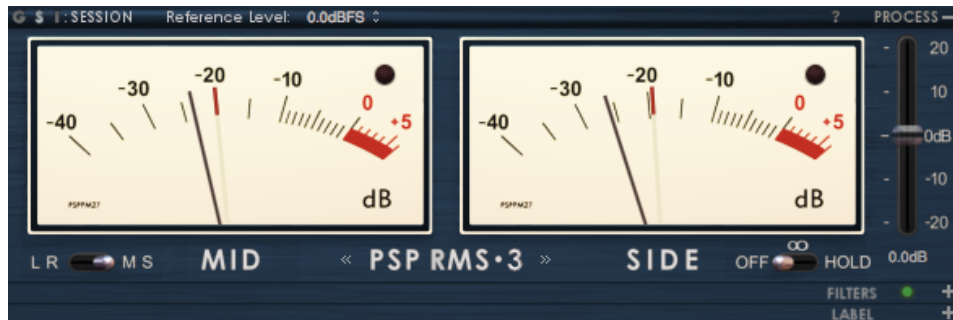 G S I : SESSION Reference Level: 0.0dBFS ? PROCESS
-40 -30 -20 -10 0 +5
dB
PSPPM27
-40 -30 -20 -10 0 +5
dB
PSPPM27
20
10
0dB
-10
-20
0.0dB
L R M S MID « PSP RMS•3 » SIDE OFF ∞ HOLD
FILTERS +
LABEL +